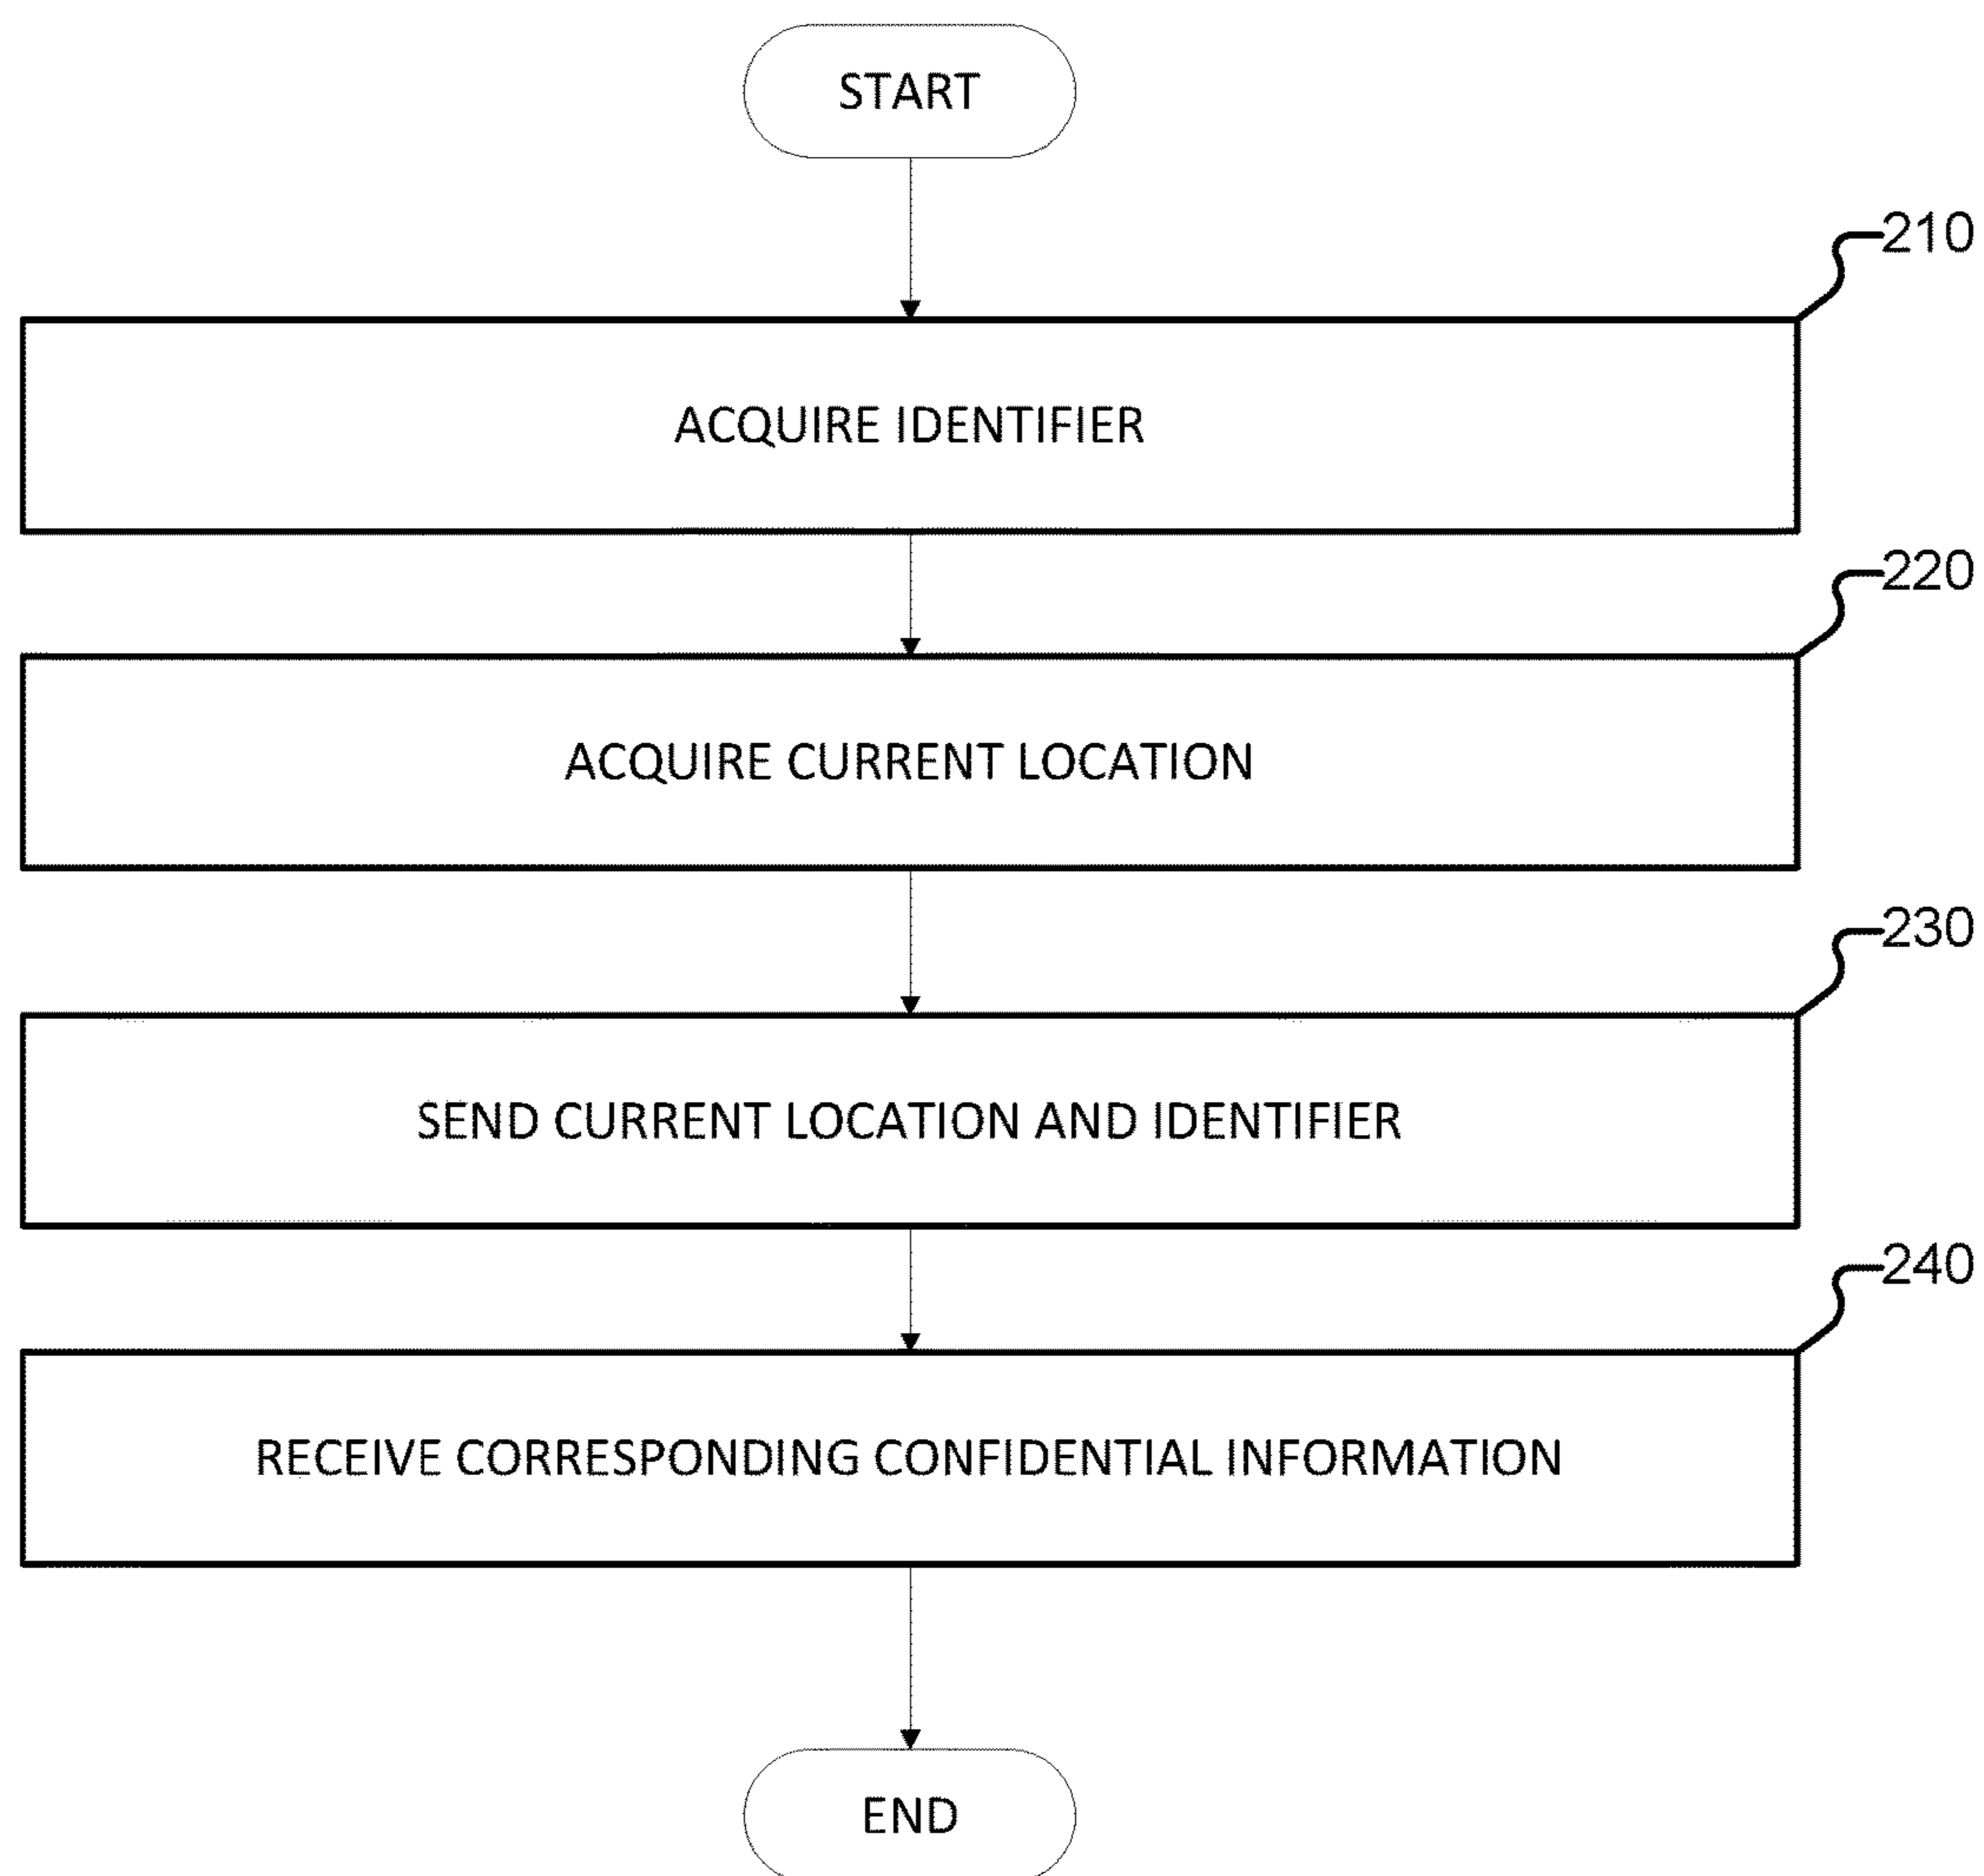 START
210
ACQUIRE IDENTIFIER
220
ACQUIRE CURRENT LOCATION
230
SEND CURRENT LOCATION AND IDENTIFIER
240
RECEIVE CORRESPONDING CONFIDENTIAL INFORMATION
END